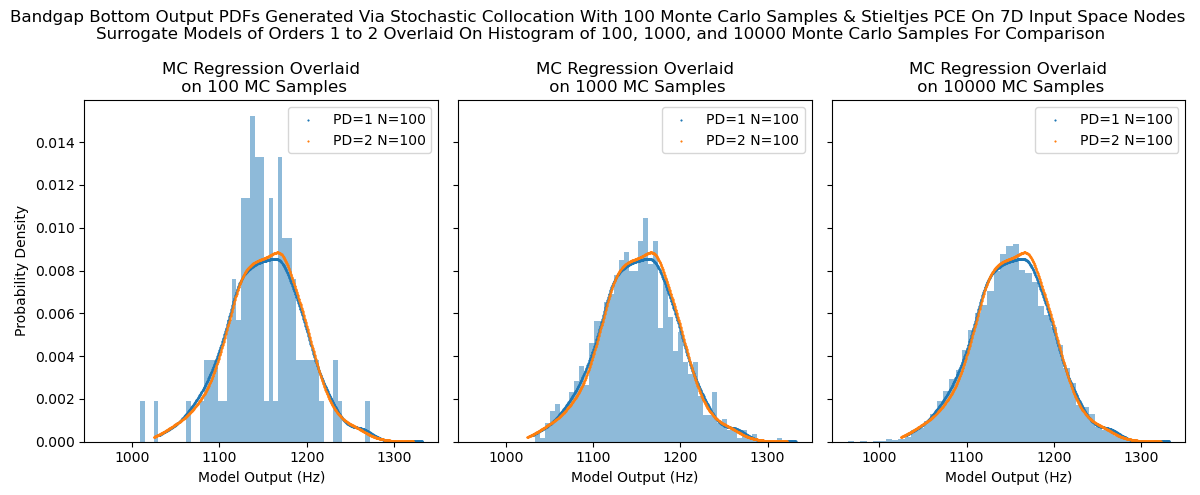 Bandgap Bottom Output PDFs Generated Via Stochastic Collocation With 100 Monte Carlo Samples & Stieltjes PCE On 7D Input Space Nodes
Surrogate Models of Orders 1 to 2 Overlaid On Histogram of 100, 1000, and 10000 Monte Carlo Samples For Comparison
MC Regression Overlaid
on 100 MC Samples
MC Regression Overlaid
on 1000 MC Samples
MC Regression Overlaid
on 10000 MC Samples
PD=1 N=100
PD=2 N=100
PD=1 N=100
PD=2 N=100
PD=1 N=100
PD=2 N=100
Probability Density
0.014
0.012
0.010
0.008
0.006
0.004
0.002
0.000
1000
1100
1200
1300
1000
1100
1200
1300
1000
1100
1200
1300
Model Output (Hz)
Model Output (Hz)
Model Output (Hz)